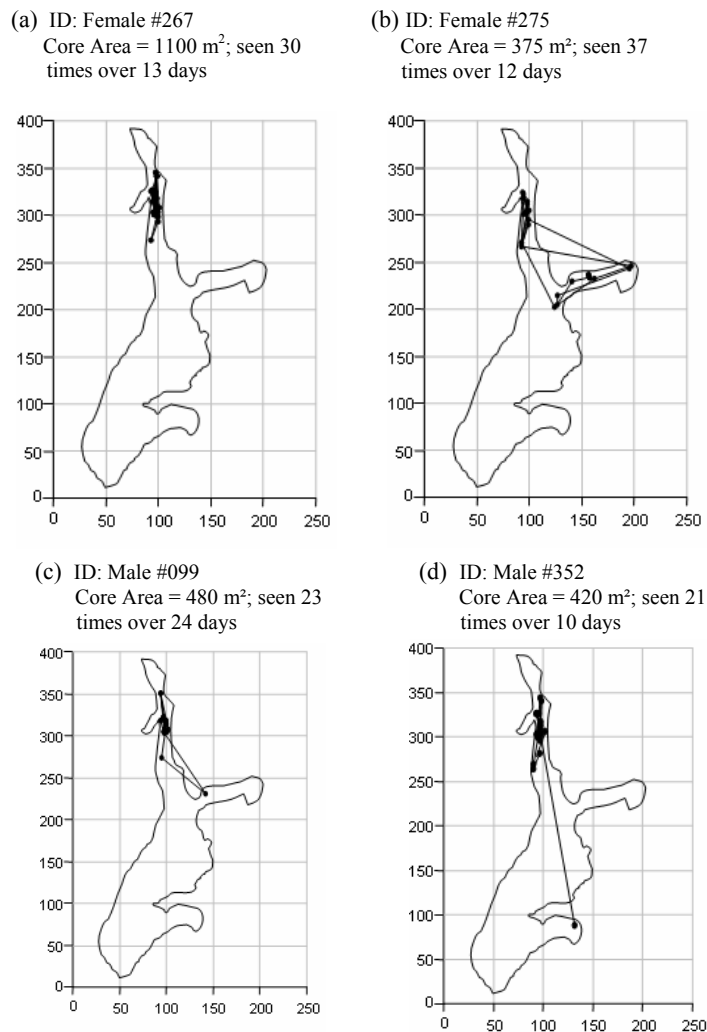 (a) ID: Female #267
Core Area = 1100 m²; seen 30
times over 13 days
400
350
300
250
200
150
100
50
0
0 50 100 150 200 250
(b) ID: Female #275
Core Area = 375 m²; seen 37
times over 12 days
400
350
300
250
200
150
100
50
0
0 50 100 150 200 250
(c) ID: Male #099
Core Area = 480 m²; seen 23
times over 24 days
400
350
300
250
200
150
100
50
0
0 50 100 150 200 250
(d) ID: Male #352
Core Area = 420 m²; seen 21
times over 10 days
400
350
300
250
200
150
100
50
0
0 50 100 150 200 250